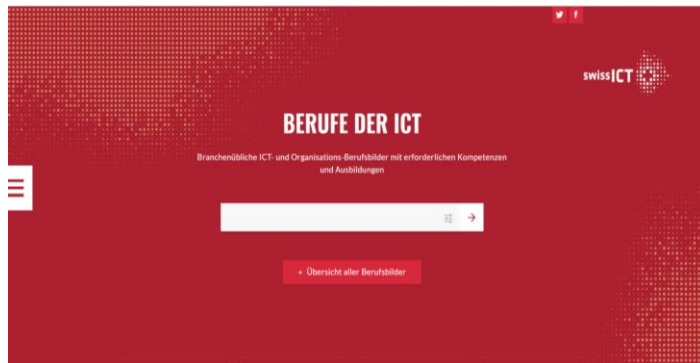 swissICT
BERUFE DER ICT
Branchenübliche ICT- und Organisations-Berufsbilder mit erforderlichen Kompetenzen
und Ausbildungen
+ Übersicht aller Berufsbilder